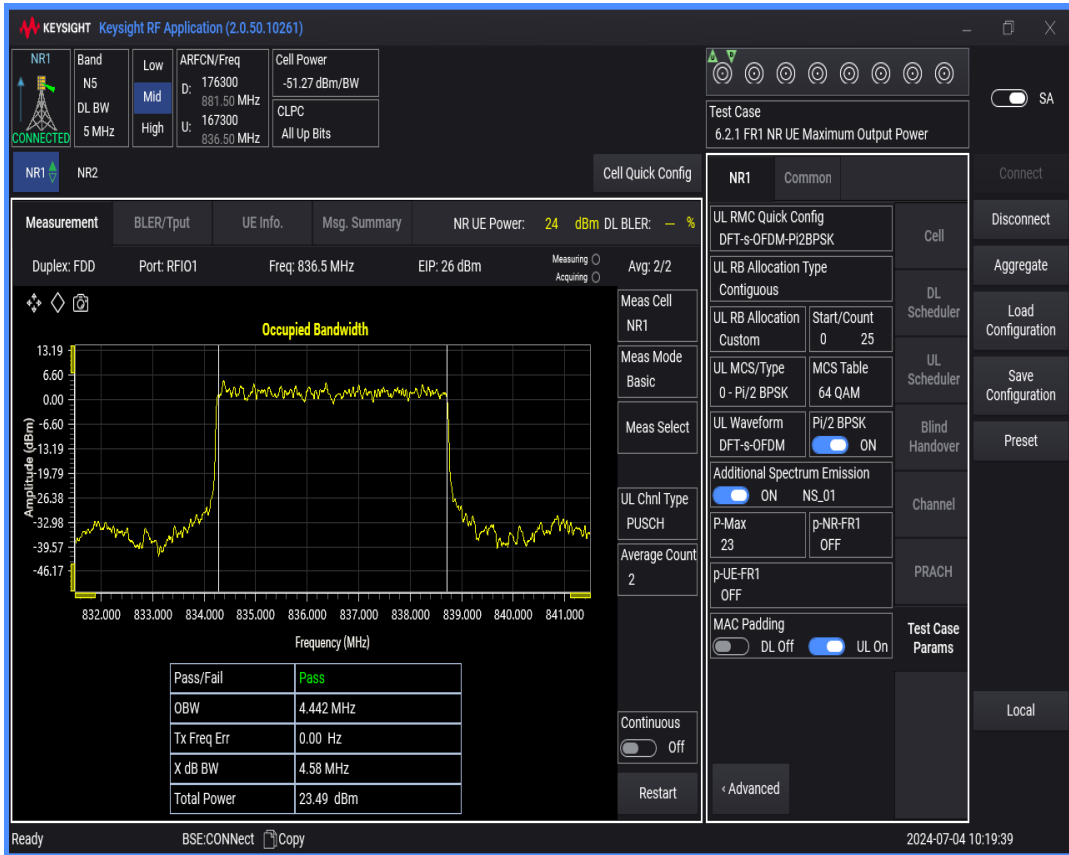 KEYSIGHT Keysight RF Application (2.0.50.10261)
NR1
CONNECTED
Band
N5
DL BW
5 MHz
Low
Mid
High
ARFCN/Freq
D: 176300
881.50 MHz
U: 167300
836.50 MHz
Cell Power
-51.27 dBm/BW
CLPC
All Up Bits
Test Case
6.2.1 FR1 NR UE Maximum Output Power
SA
NR1 NR2
Cell Quick Config
Measurement BLER/Tput UE Info. Msg. Summary NR UE Power: 24 dBm DL BLER: --- %
Duplex: FDD Port: RFIO1 Freq: 836.5 MHz EIP: 26 dBm Measuring Avg: 2/2
Acquiring
Occupied Bandwidth
Amplitude (dBm)
13.19
6.60
0.00
-6.60
-13.19
-19.79
-26.38
-32.98
-39.57
-46.17
832.000 833.000 834.000 835.000 836.000 837.000 838.000 839.000 840.000 841.000
Frequency (MHz)
Pass/Fail Pass
OBW 4.442 MHz
Tx Freq Err 0.00 Hz
X dB BW 4.58 MHz
Total Power 23.49 dBm
Meas Cell
NR1
Meas Mode
Basic
Meas Select
UL Chnl Type
PUSCH
Average Count
2
Continuous
Off
Restart
NR1 Common
UL RMC Quick Config
DFT-s-OFDM-Pi2BPSK
UL RB Allocation Type
Contiguous
UL RB Allocation Start/Count
Custom 0 25
UL MCS/Type MCS Table
0 - Pi/2 BPSK 64 QAM
UL Waveform Pi/2 BPSK
DFT-s-OFDM ON
Additional Spectrum Emission
ON NS_01
P-Max p-NR-FR1
23 OFF
p-UE-FR1
OFF
MAC Padding
DL Off UL On
‹ Advanced
Cell
DL
Scheduler
UL
Scheduler
Blind
Handover
Channel
PRACH
Test Case
Params
Connect
Disconnect
Aggregate
Load
Configuration
Save
Configuration
Preset
Local
Ready BSE:CONNect Copy 2024-07-04 10:19:39